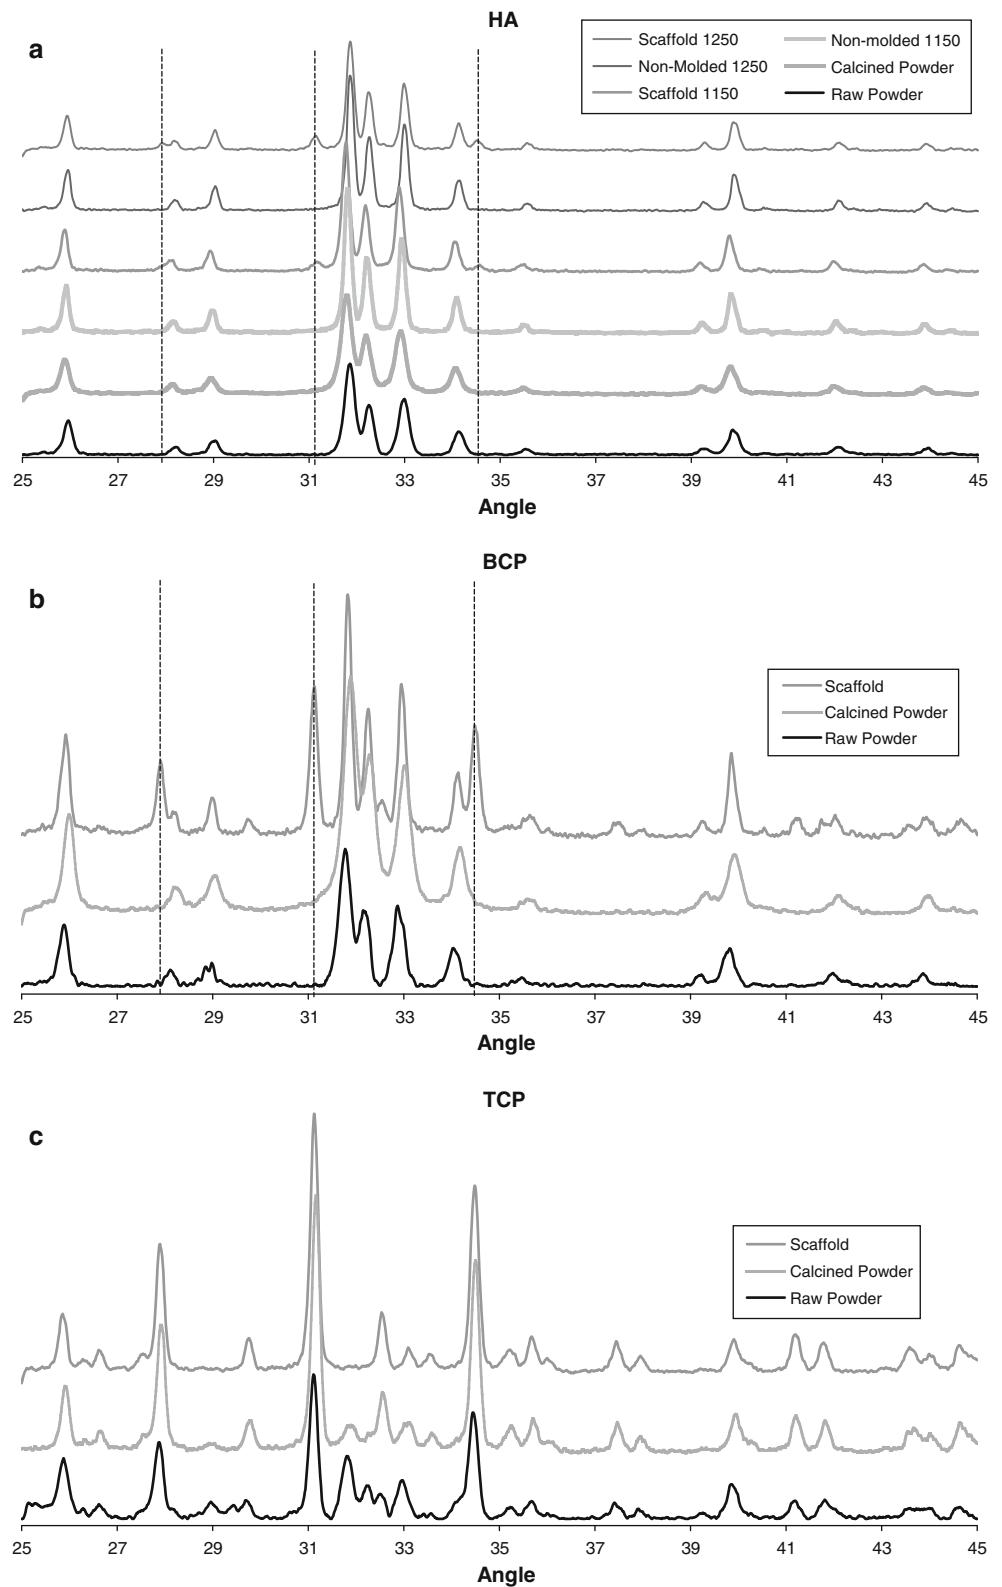 HA
a
Scaffold 1250
Non-Molded 1250
Scaffold 1150
Non-molded 1150
Calcined Powder
Raw Powder
25 27 29 31 33 35 37 39 41 43 45
Angle
BCP
b
Scaffold
Calcined Powder
Raw Powder
25 27 29 31 33 35 37 39 41 43 45
Angle
TCP
c
Scaffold
Calcined Powder
Raw Powder
25 27 29 31 33 35 37 39 41 43 45
Angle